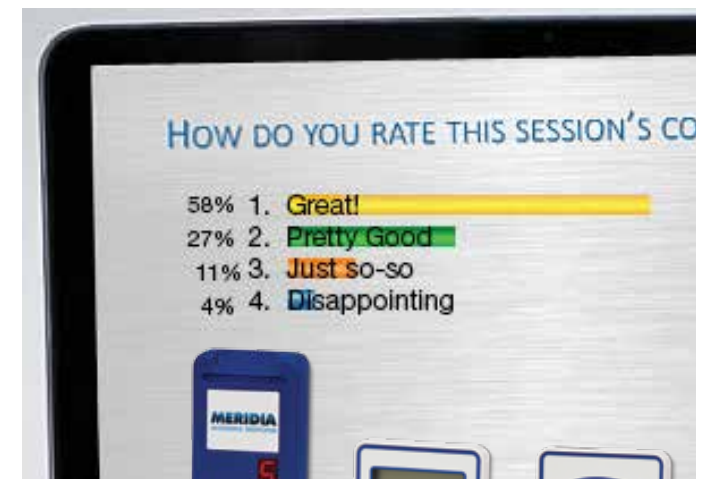 HOW DO YOU RATE THIS SESSION'S CO
58% 1. Great!
27% 2. Pretty Good
11% 3. Just so-so
4% 4. Disappointing
MERIDIA
5